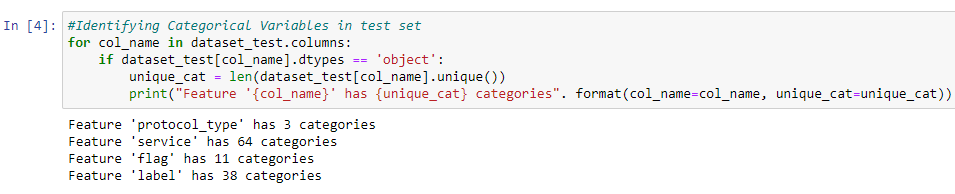 In [4]: #Identifying Categorical Variables in test set
for col_name in dataset_test.columns:
    if dataset_test[col_name].dtypes == 'object':
        unique_cat = len(dataset_test[col_name].unique())
        print("Feature '{col_name}' has {unique_cat} categories". format(col_name=col_name, unique_cat=unique_cat))
Feature 'protocol_type' has 3 categories
Feature 'service' has 64 categories
Feature 'flag' has 11 categories
Feature 'label' has 38 categories